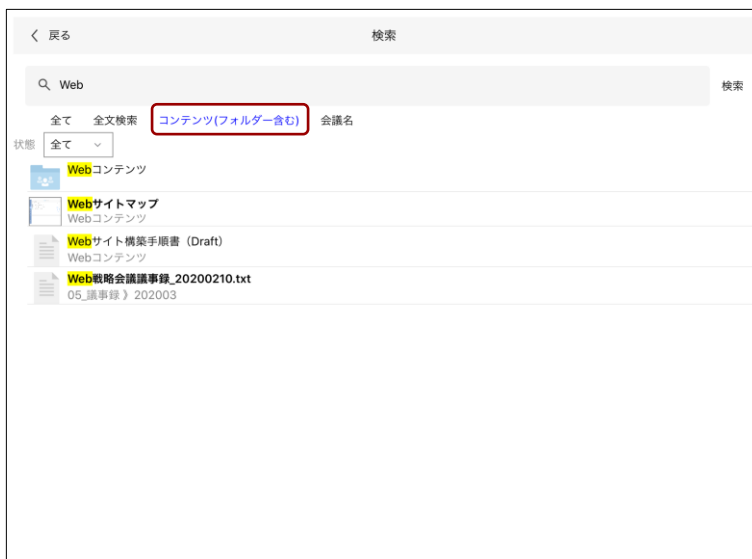 戻る 検索
Web 検索
全て 全文検索 コンテンツ(フォルダー含む) 会議名
状態 全て
Webコンテンツ
Webサイトマップ
Webコンテンツ
Webサイト構築手順書（Draft）
Webコンテンツ
Web戦略会議議事録_20200210.txt
05_議事録 》202003